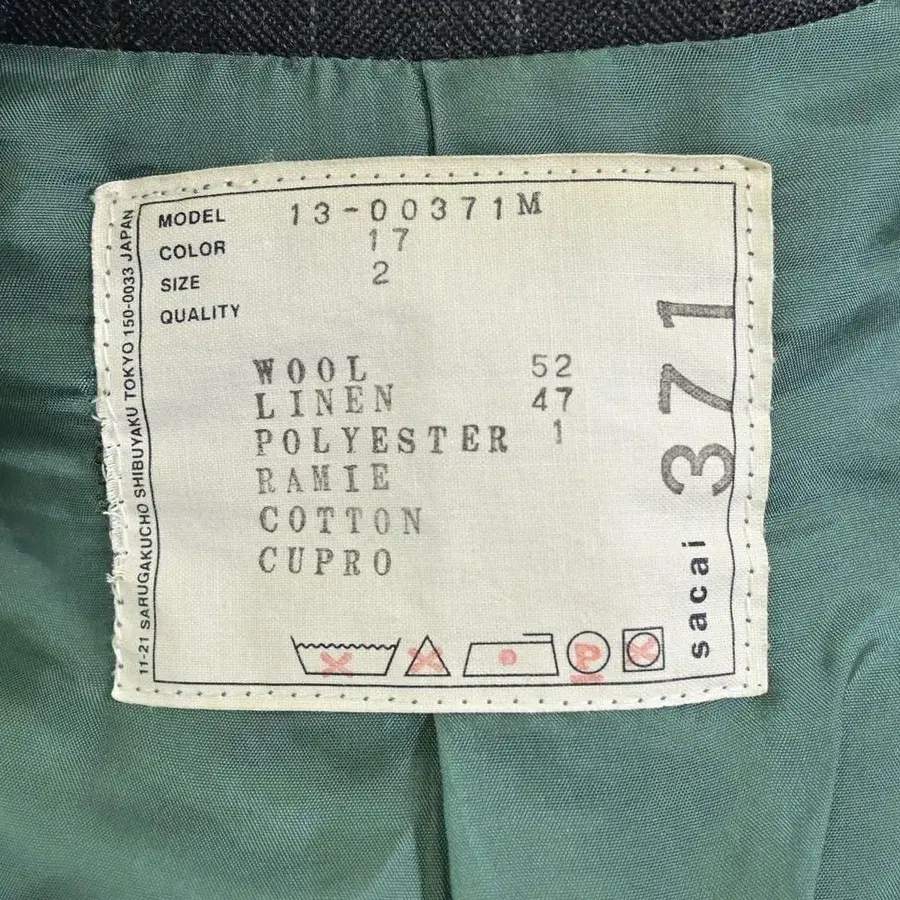 MODEL 13-00371M
COLOR 17
SIZE 2
QUALITY
WOOL 52
LINEN 47
POLYESTER 1
RAMIE
COTTON
CUPRO
P
sacai 371
11-21 SARUGAKUCHO SHIBUYAKU TOKYO 150-0033 JAPAN